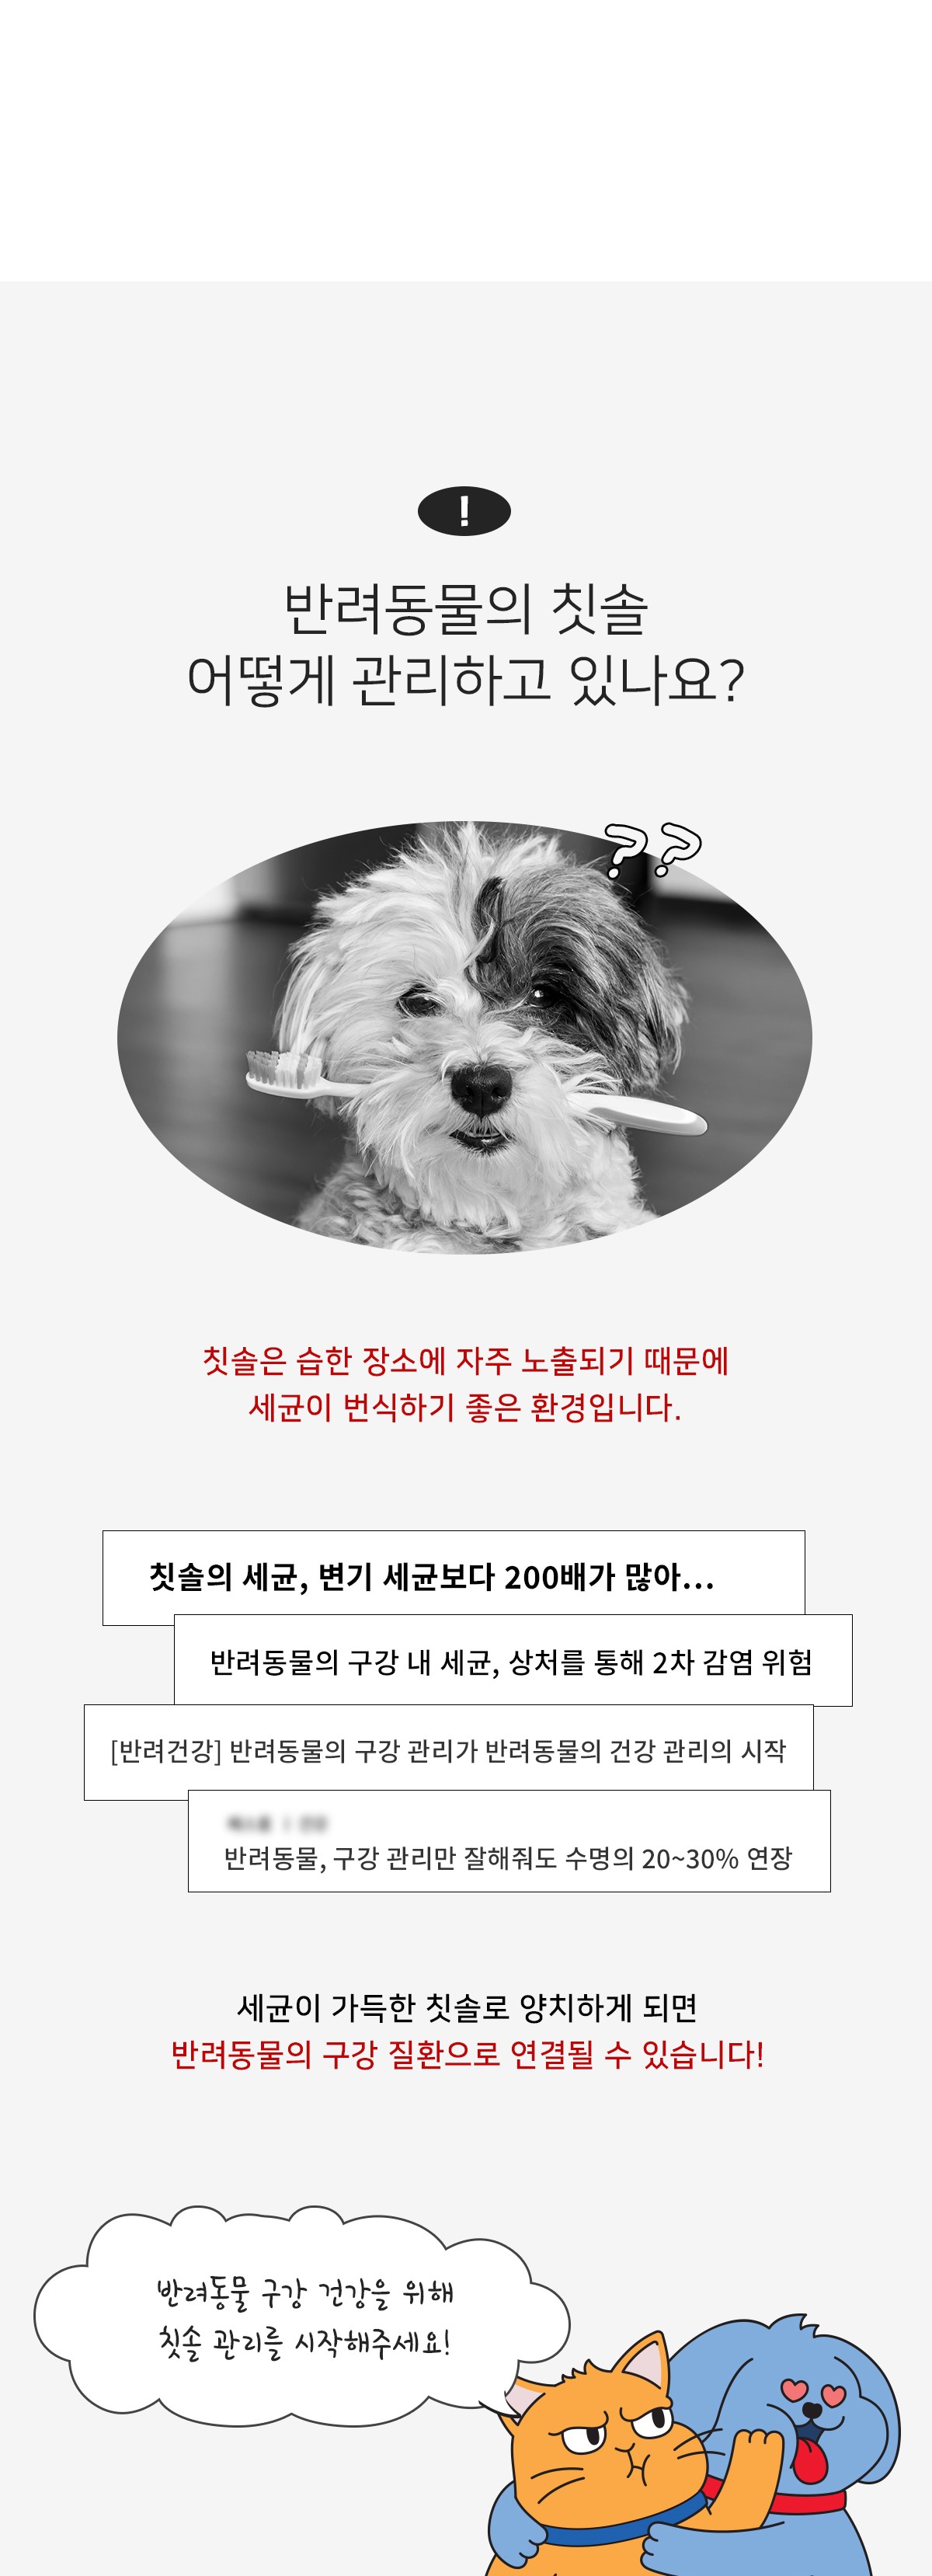 !
반려동물의 칫솔
어떻게 관리하고 있나요?
??
칫솔은 습한 장소에 자주 노출되기 때문에
세균이 번식하기 좋은 환경입니다.
칫솔의 세균, 변기 세균보다 200배가 많아...
반려동물의 구강 내 세균, 상처를 통해 2차 감염 위험
[반려건강] 반려동물의 구강 관리가 반려동물의 건강 관리의 시작
반려동물, 구강 관리만 잘해줘도 수명의 20~30% 연장
세균이 가득한 칫솔로 양치하게 되면
반려동물의 구강 질환으로 연결될 수 있습니다!
반려동물 구강 건강을 위해
칫솔 관리를 시작해주세요!